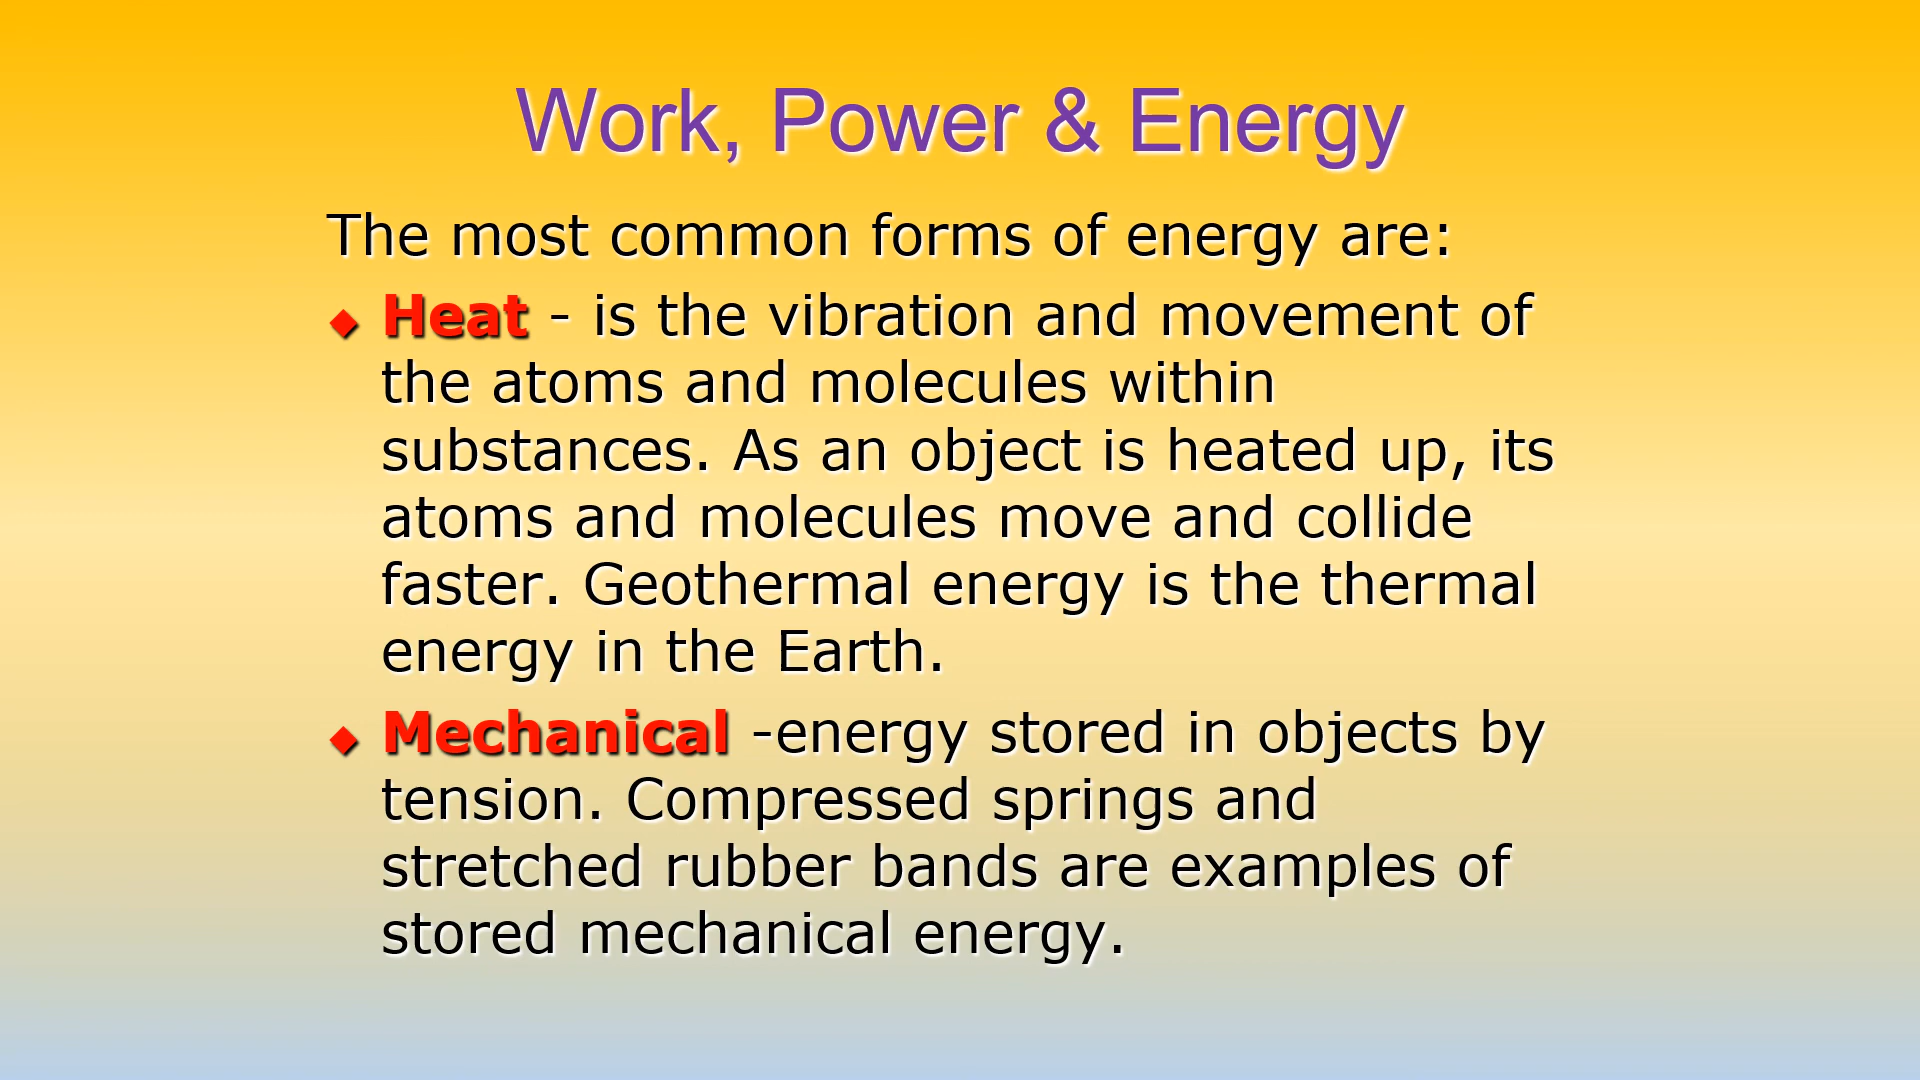 Work, Power & Energy
The most common forms of energy are:
◆ Heat - is the vibration and movement of
the atoms and molecules within
substances. As an object is heated up, its
atoms and molecules move and collide
faster. Geothermal energy is the thermal
energy in the Earth.
◆ Mechanical -energy stored in objects by
tension. Compressed springs and
stretched rubber bands are examples of
stored mechanical energy.